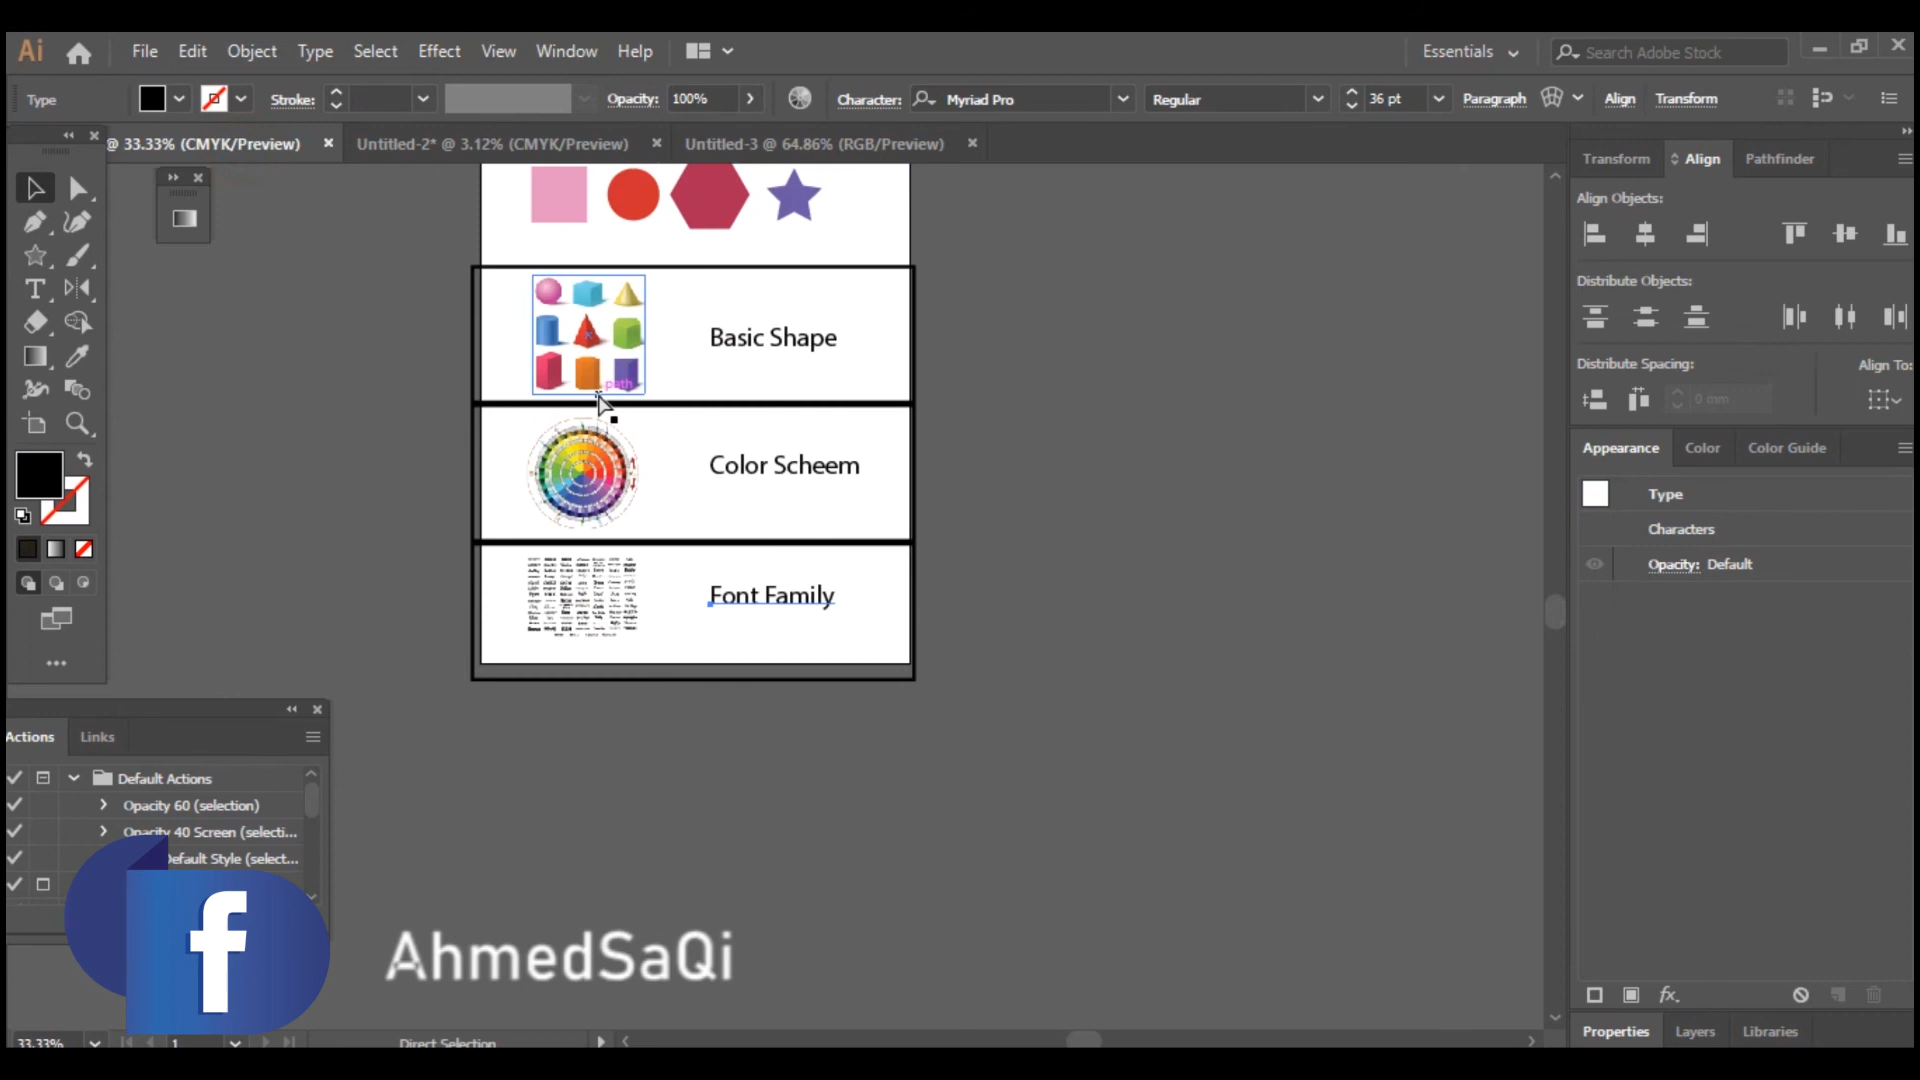 Ai File Edit Object Type Select Effect View Window Help Essentials Search Adobe Stock
Type Stroke: Opacity: 100% Character: Myriad Pro Regular 36 pt Paragraph Align Transform
@ 33.33% (CMYK/Preview) Untitled-2* @ 3.12% (CMYK/Preview) Untitled-3 @ 64.86% (RGB/Preview)
Transform Align Pathfinder
Align Objects:
Distribute Objects:
Distribute Spacing: Align To:
0 mm
Appearance Color Color Guide
Type
Characters
Opacity: Default
fx.
Properties Layers Libraries
Basic Shape
path
Color Scheem
Font Family
Actions Links
Default Actions
Opacity 60 (selection)
Opacity 40 Screen (selecti...
Default Style (select...
f
AhmedSaQi
33.33% 1 Direct Selection